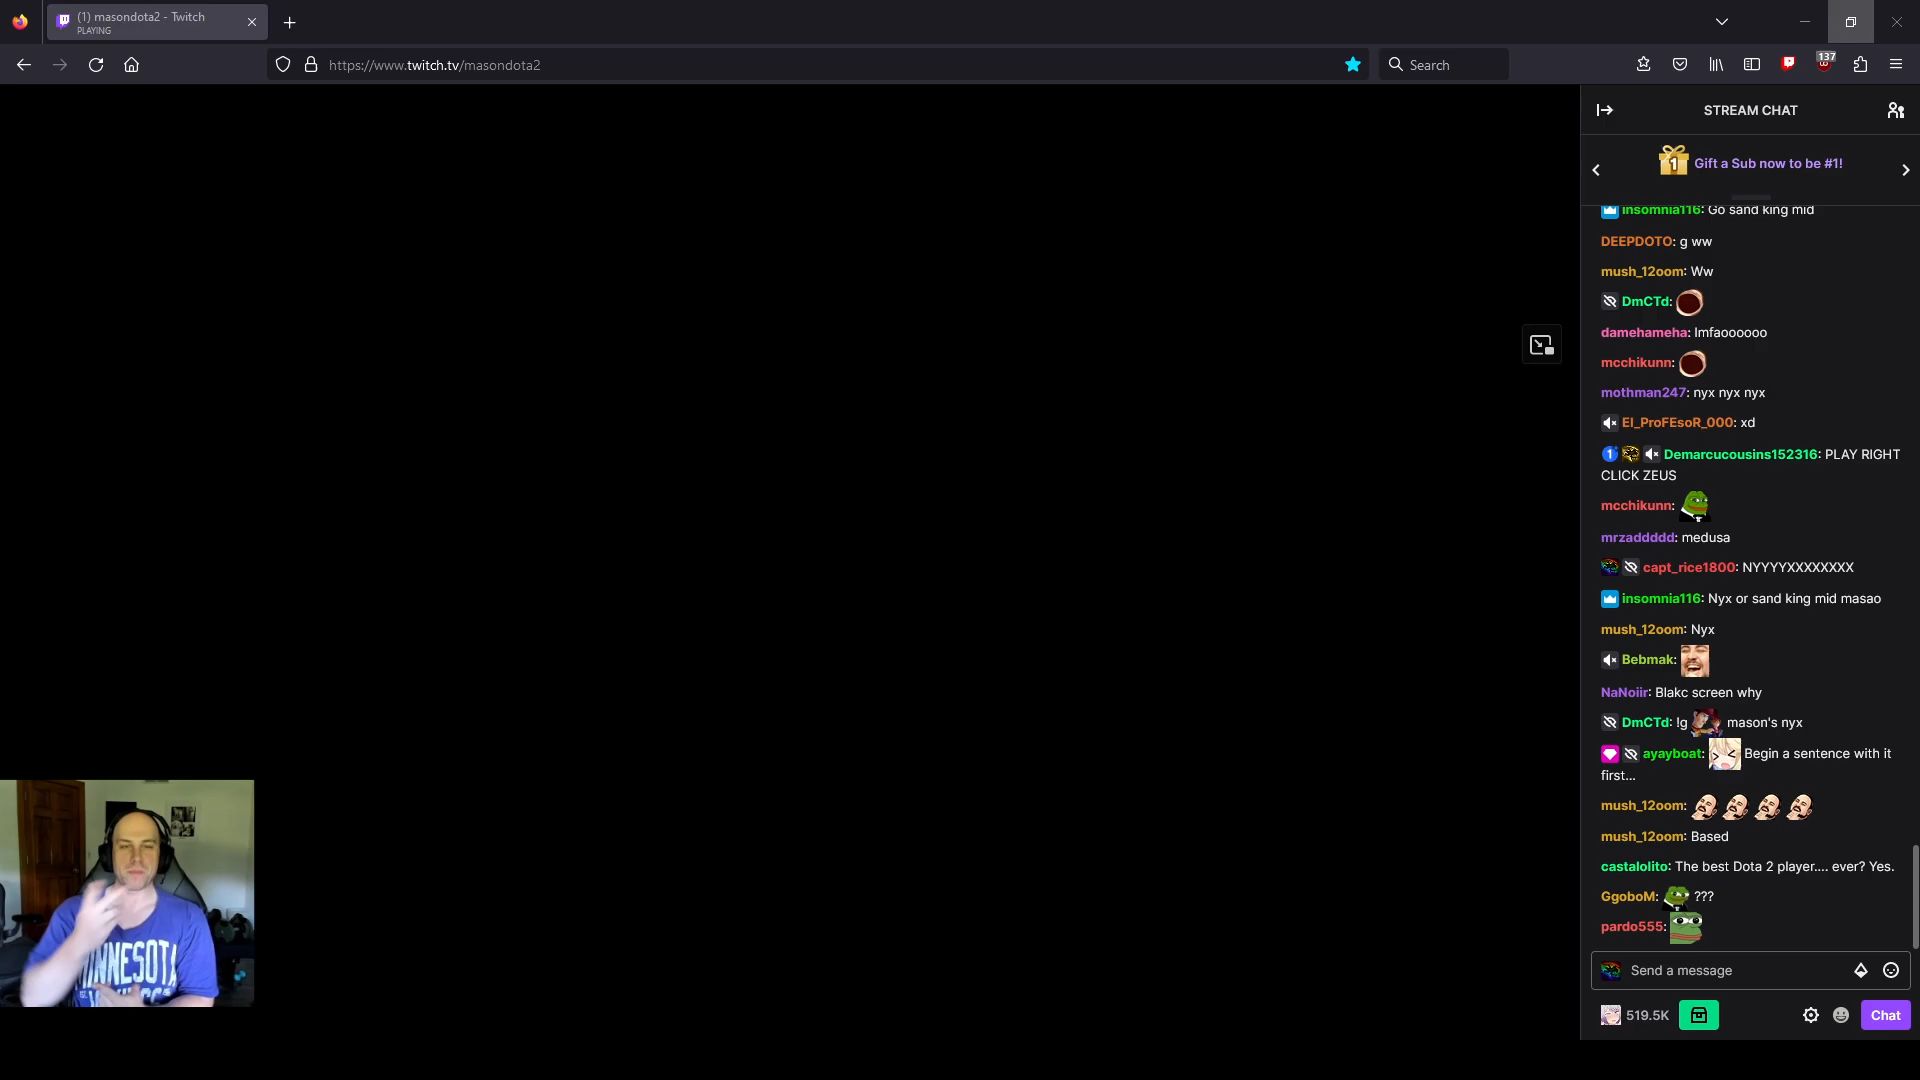 (1) masondota2 - Twitch
PLAYING
https://www.twitch.tv/masondota2
Search
137
STREAM CHAT
1
Gift a Sub now to be #1!
insomnia116: Go sand king mid
DEEPDOTO: g ww
mush_12oom: Ww
DmCTd:
damehameha: lmfaoooooo
mcchikunn:
mothman247: nyx nyx nyx
El_ProFEsoR_000: xd
1 Demarcucousins152316: PLAY RIGHT
CLICK ZEUS
mcchikunn:
mrzaddddd: medusa
capt_rice1800: NYYYYXXXXXXXX
insomnia116: Nyx or sand king mid masao
mush_12oom: Nyx
Bebmak:
NaNoiir: Blakc screen why
DmCTd: !g mason's nyx
ayayboat: Begin a sentence with it
first...
mush_12oom:
mush_12oom: Based
castalolito: The best Dota 2 player.... ever? Yes.
GgoboM: ???
pardo555:
MINNESOTA
Send a message
519.5K
Chat